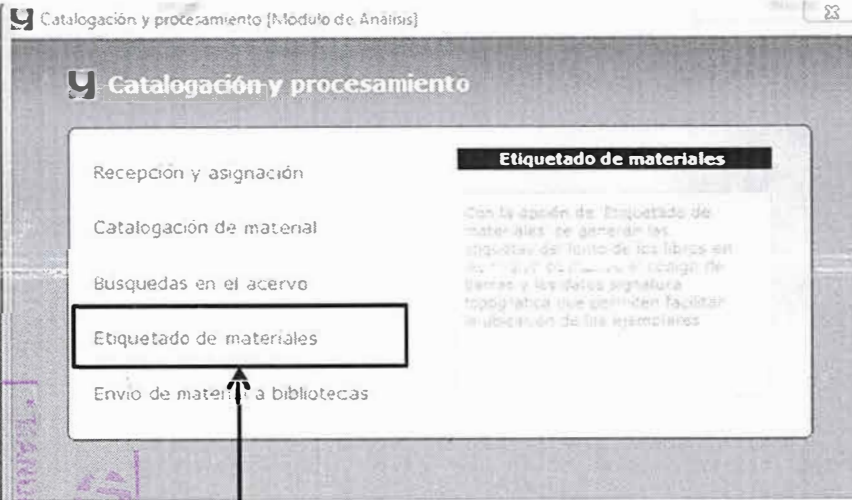 Catalogación y procesamiento [Módulo de Análisis]
Catalogación y procesamiento
Recepción y asignación
Catalogación de material
Busquedas en el acervo
Etiquetado de materiales
Envio de material a bibliotecas
Etiquetado de materiales
Con la opción de Etiquetado de
materiales se generan las
etiquetas del lomo de los libros en
código de
barras y los datos signatura
topográfica que permiten facilitar
la ubicación de los ejemplares